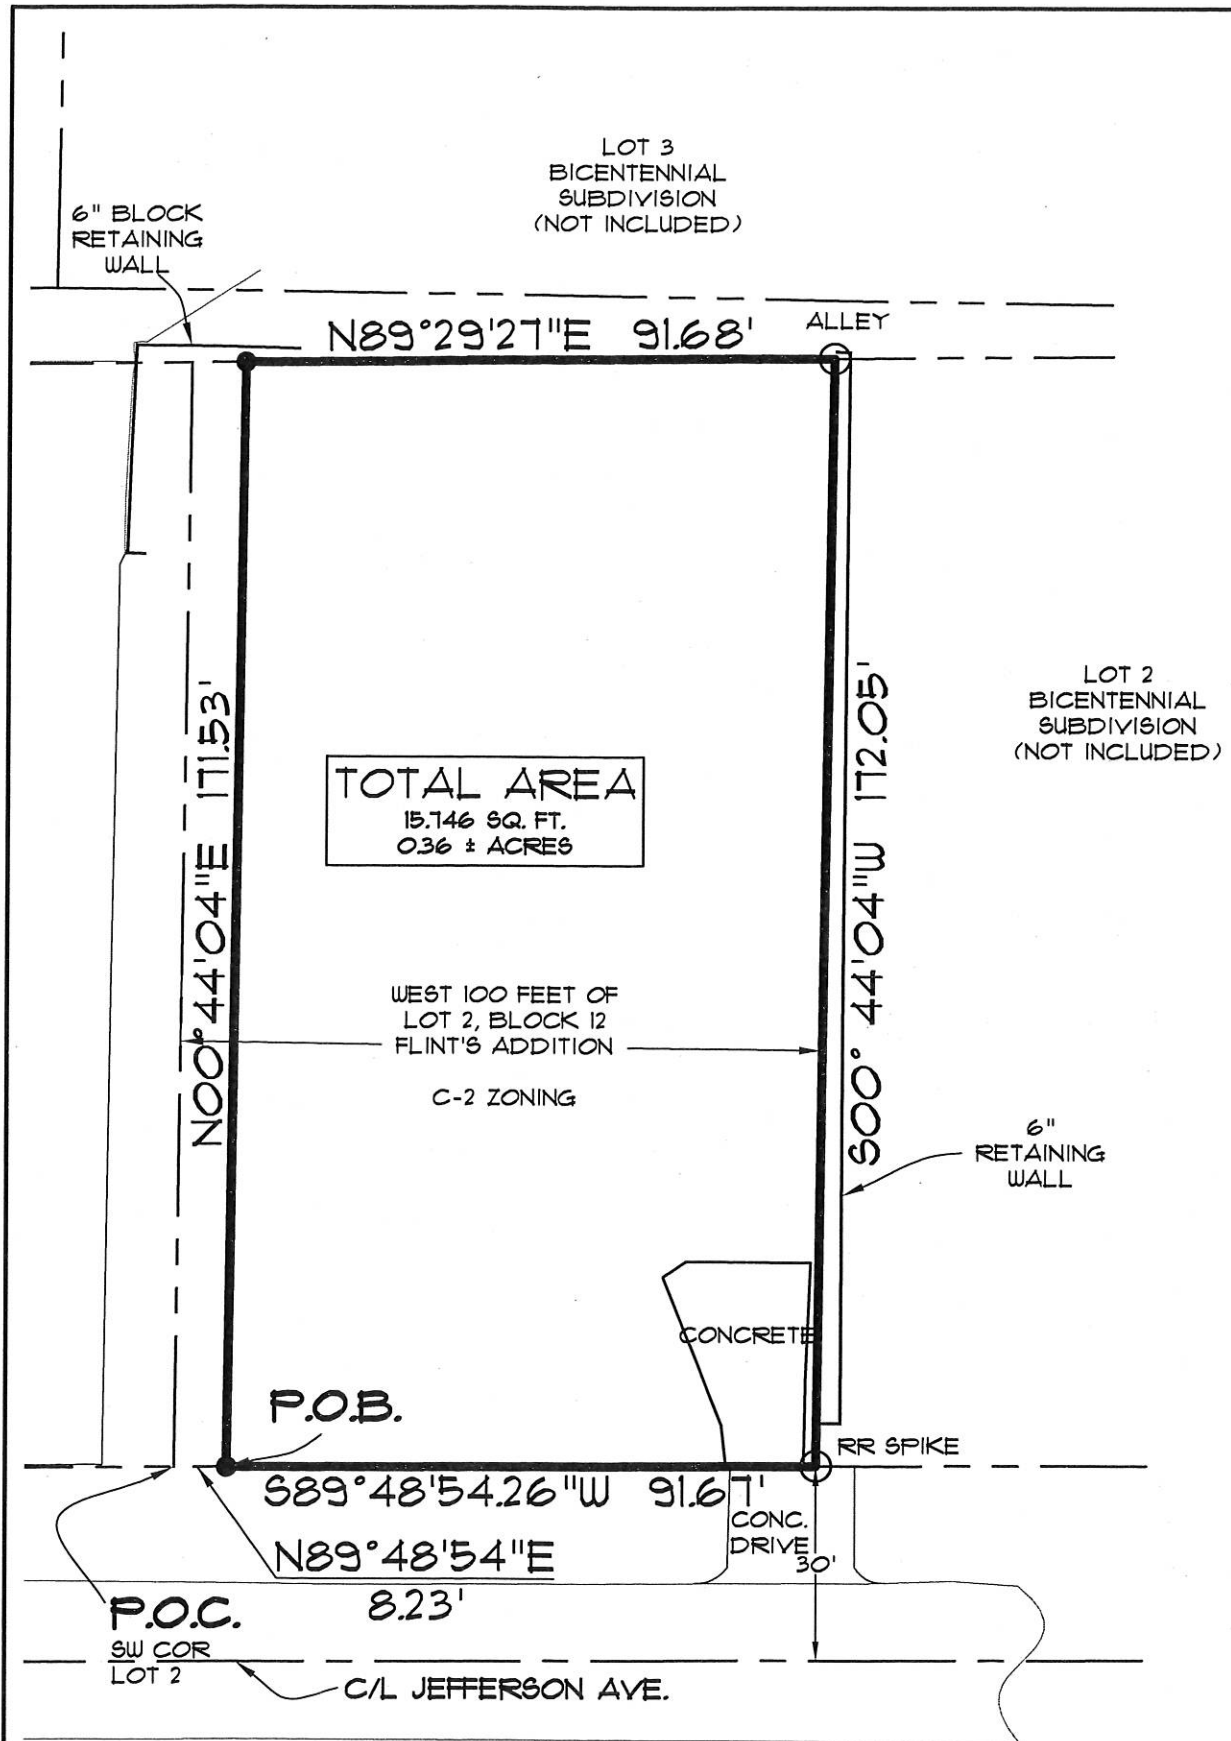 LOT 3
BICENTENNIAL
SUBDIVISION
(NOT INCLUDED)
6" BLOCK
RETAINING
WALL
N89°29'27"E 91.68'
ALLEY
N00°44'04"E 171.53'
S00° 44'04"W 172.05'
LOT 2
BICENTENNIAL
SUBDIVISION
(NOT INCLUDED)
TOTAL AREA
15.746 SQ. FT.
0.36 ± ACRES
WEST 100 FEET OF
LOT 2, BLOCK 12
FLINT'S ADDITION
C-2 ZONING
6"
RETAINING
WALL
CONCRETE
P.O.B.
RR SPIKE
S89°48'54.26"W 91.67'
CONC.
DRIVE
30'
N89°48'54"E
8.23'
P.O.C.
SW COR
LOT 2
C/L JEFFERSON AVE.